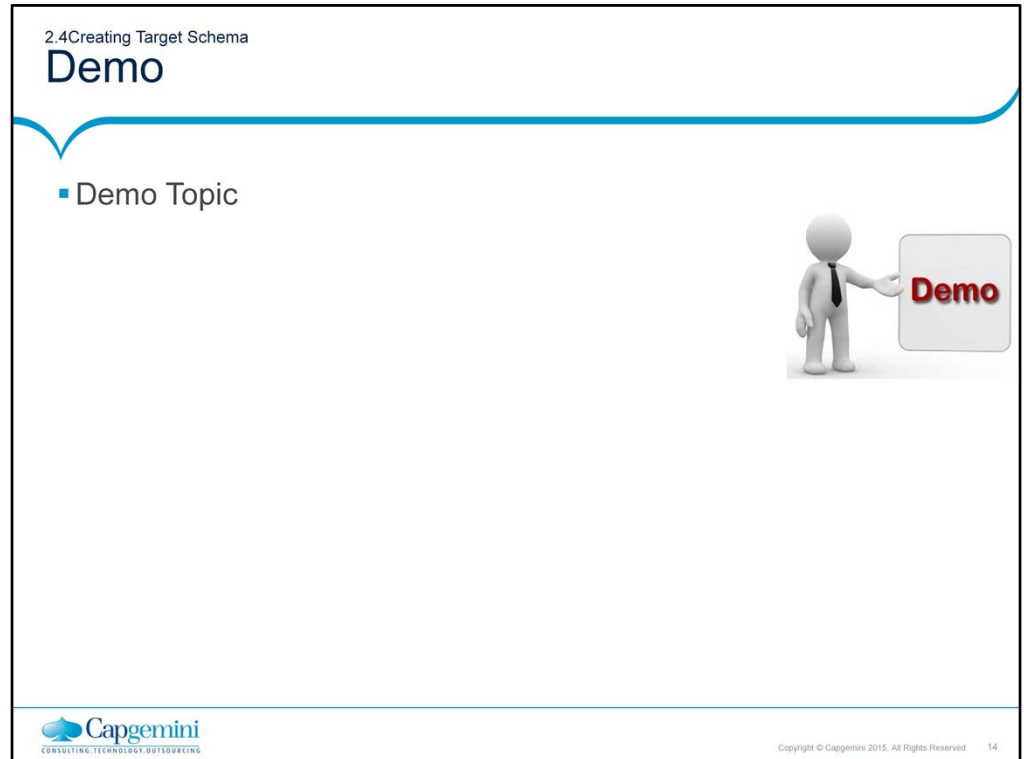 2.4Creating Target Schema
Demo
▪ Demo Topic
Demo
Capgemini
CONSULTING.TECHNOLOGY.OUTSOURCING
Copyright © Capgemini 2015. All Rights Reserved 14